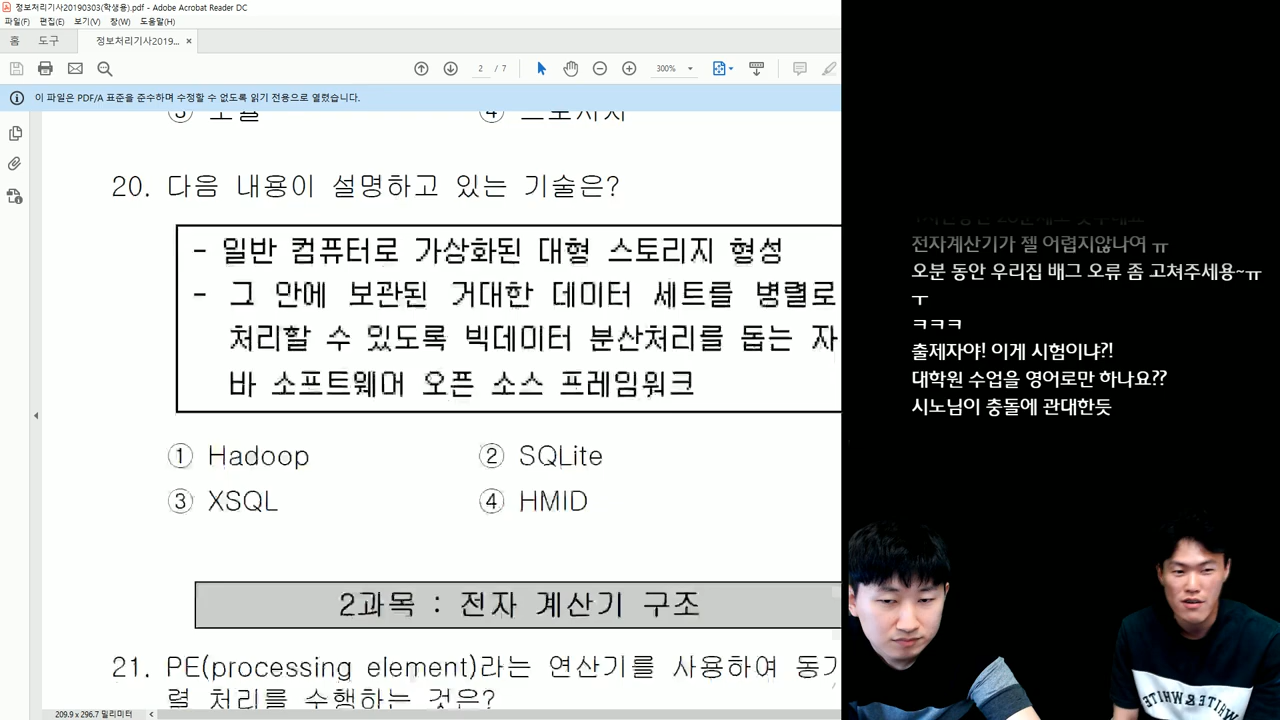 정보처리기사20190303(학생용).pdf - Adobe Acrobat Reader DC
파일(F) 편집(E) 보기(V) 창(W) 도움말(H)
홈 도구 정보처리기사2019... ×
2 / 7 300%
이 파일은 PDF/A 표준을 준수하며 수정할 수 없도록 읽기 전용으로 열렸습니다.
③ ④
20. 다음 내용이 설명하고 있는 기술은?
- 일반 컴퓨터로 가상화된 대형 스토리지 형성
- 그 안에 보관된 거대한 데이터 세트를 병렬로
처리할 수 있도록 빅데이터 분산처리를 돕는 자
바 소프트웨어 오픈 소스 프레임워크
① Hadoop ② SQLite
③ XSQL ④ HMID
2과목 : 전자 계산기 구조
21. PE(processing element)라는 연산기를 사용하여 동기
렬 처리를 수행하는 것은?
209.9 x 296.7 밀리미터
전자계산기가 젤 어렵지않나여 ㅠ
오분 동안 우리집 배그 오류 좀 고쳐주세용~ㅠ
ㅜ
ㅋㅋㅋ
출제자야! 이게 시험이냐?!
대학원 수업을 영어로만 하나요??
시노님이 충돌에 관대한듯
WHITE&WHITE